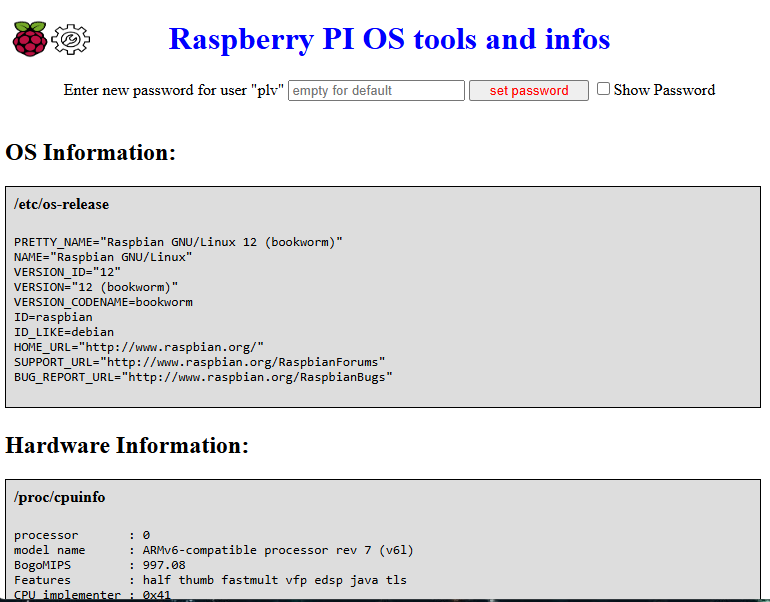 Raspberry PI OS tools and infos
Enter new password for user "plv" empty for default set password Show Password
OS Information:
/etc/os-release
PRETTY_NAME="Raspbian GNU/Linux 12 (bookworm)"
NAME="Raspbian GNU/Linux"
VERSION_ID="12"
VERSION="12 (bookworm)"
VERSION_CODENAME=bookworm
ID=raspbian
ID_LIKE=debian
HOME_URL="http://www.raspbian.org/"
SUPPORT_URL="http://www.raspbian.org/RaspbianForums"
BUG_REPORT_URL="http://www.raspbian.org/RaspbianBugs"
Hardware Information:
/proc/cpuinfo
processor : 0
model name : ARMv6-compatible processor rev 7 (v6l)
BogoMIPS : 997.08
Features : half thumb fastmult vfp edsp java tls
CPU implementer : 0x41